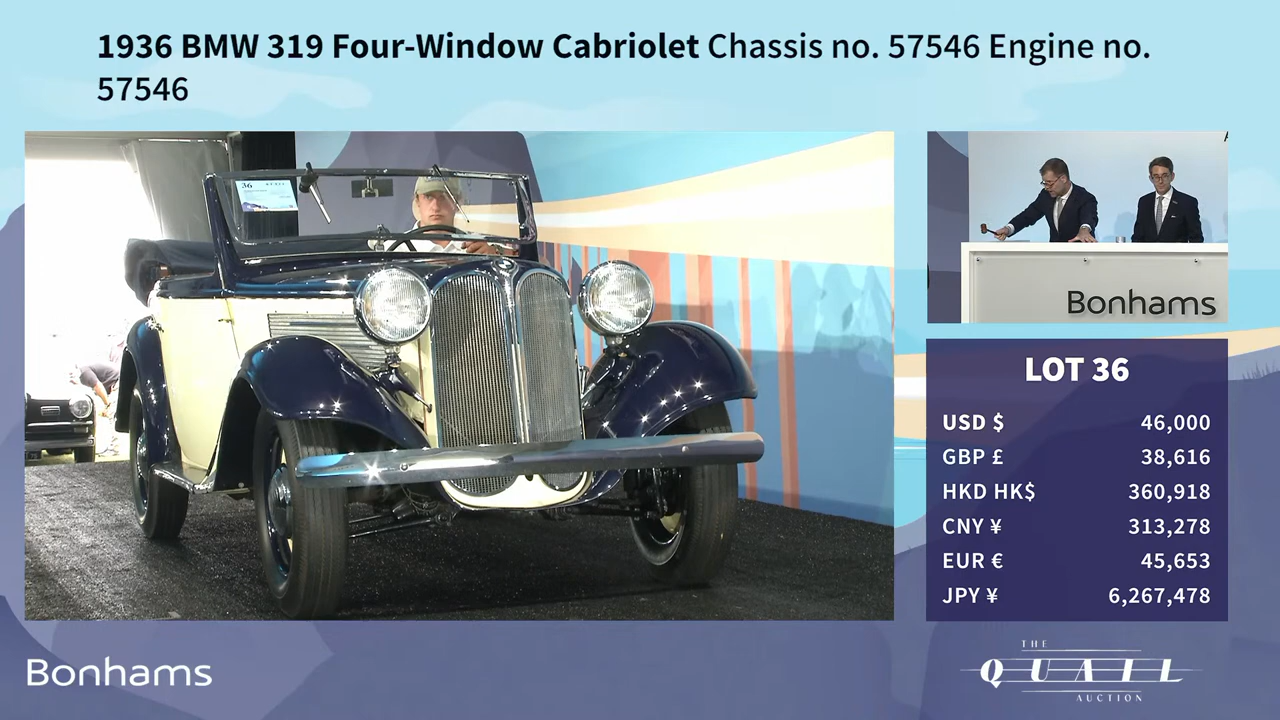 1936 BMW 319 Four-Window Cabriolet Chassis no. 57546 Engine no.
57546
36
Bonhams
LOT 36
USD $ 46,000
GBP £ 38,616
HKD HK$ 360,918
CNY ¥ 313,278
EUR € 45,653
JPY ¥ 6,267,478
Bonhams
THE
QUAIL
AUCTION